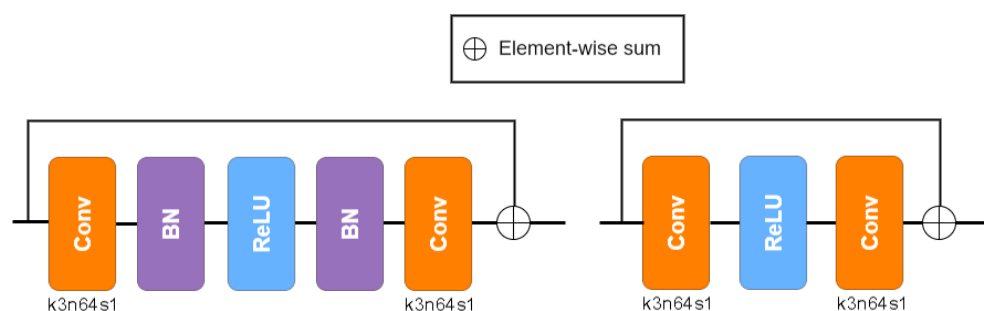 Element-wise sum
Conv
BN
ReLU
BN
Conv
k3n64s1
k3n64s1
Conv
ReLU
Conv
k3n64s1
k3n64s1